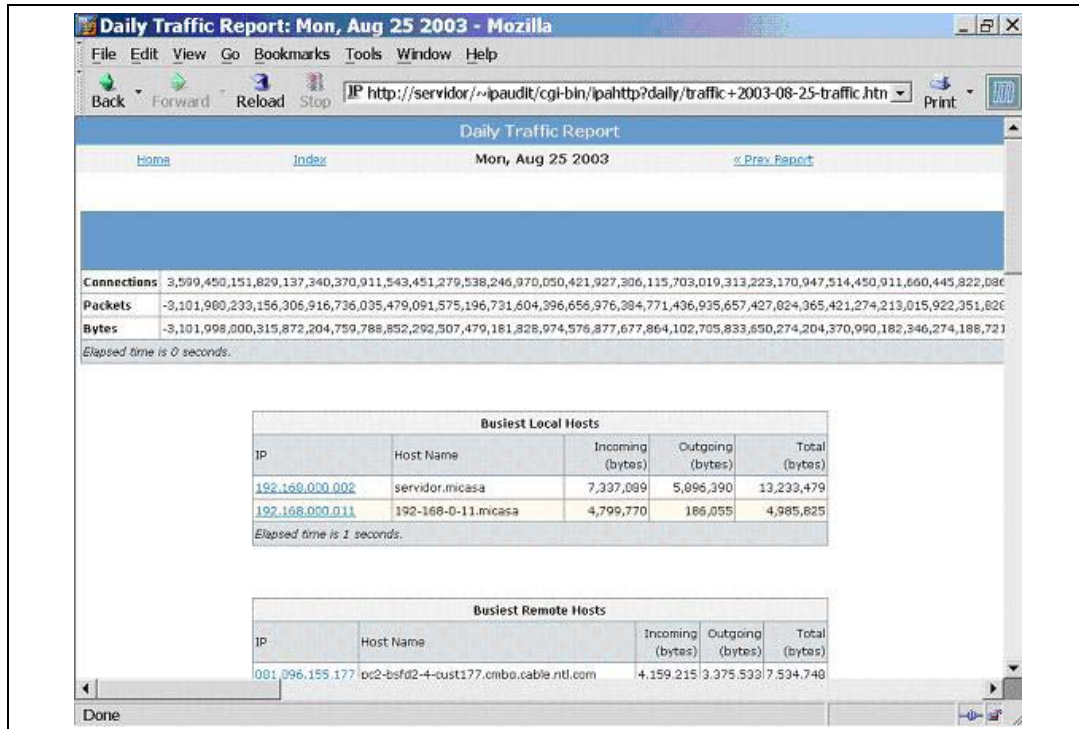 Daily Traffic Report: Mon, Aug 25 2003 - Mozilla
File Edit View Go Bookmarks Tools Window Help
Back Forward Reload Stop http://servidor/~ipaudit/cgi-bin/ipahttp?daily/traffic+2003-08-25-traffic.htn Print
Daily Traffic Report
Home Index Mon, Aug 25 2003 « Prev Report
Connections 3,599,450,151,829,137,340,370,911,543,451,279,538,246,970,050,421,927,306,115,703,019,313,223,170,947,514,450,911,660,445,822,086
Packets -3,101,980,233,156,306,916,736,035,479,091,575,196,731,604,396,656,976,384,771,436,935,657,427,824,365,421,274,213,015,922,351,828
Bytes -3,101,998,000,315,872,204,759,788,852,292,507,479,181,828,974,576,877,677,864,102,705,833,650,274,204,370,990,182,346,274,188,721
Elapsed time is 0 seconds.
Busiest Local Hosts
IP Host Name Incoming (bytes) Outgoing (bytes) Total (bytes)
192.168.000.002 servidor.micasa 7,337,089 5,896,390 13,233,479
192.168.000.011 192-168-0-11.micasa 4,799,770 186,055 4,985,825
Elapsed time is 1 seconds.
Busiest Remote Hosts
IP Host Name Incoming (bytes) Outgoing (bytes) Total (bytes)
081.096.155.177 pc2-bsfd2-4-cust177.cmbo.cable.ntl.com 4,159,215 3,375,533 7,534,748
Done